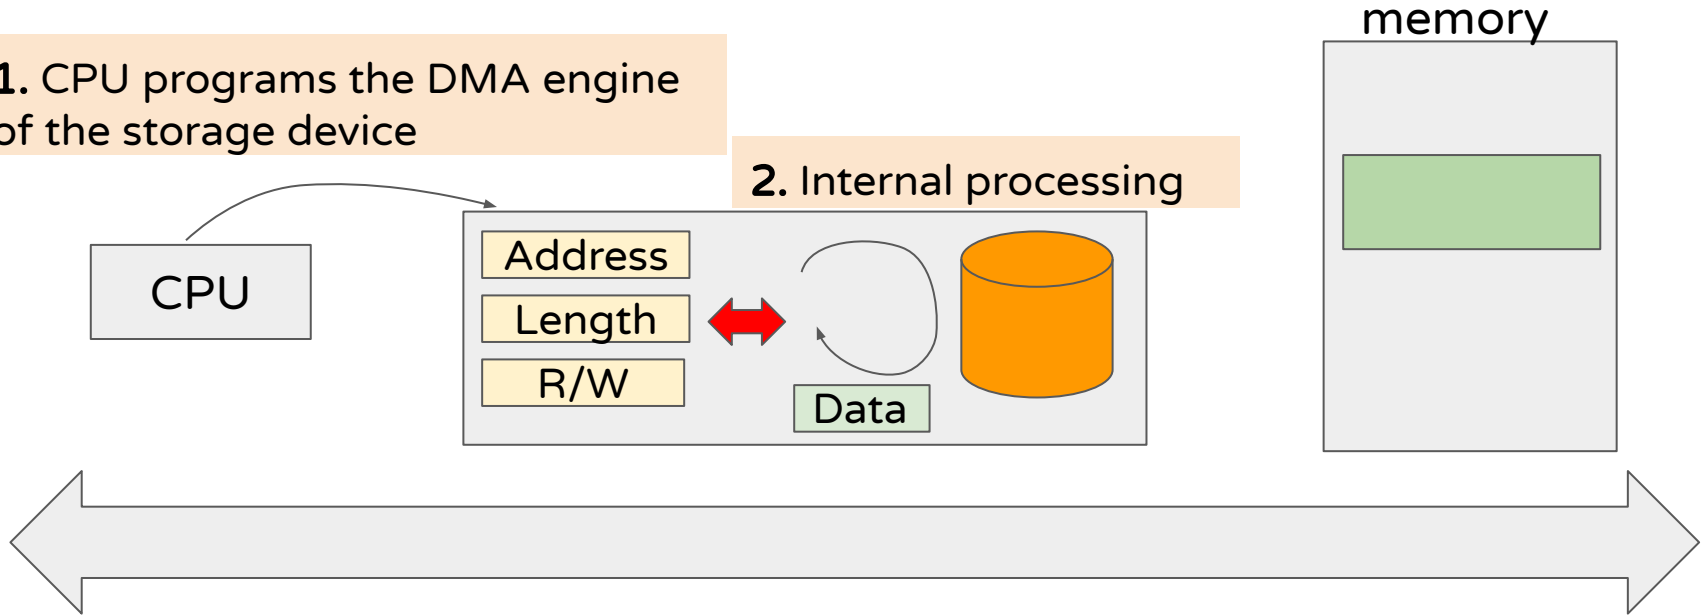 memory
1. CPU programs the DMA engine
of the storage device
2. Internal processing
CPU
Address
Length
R/W
Data